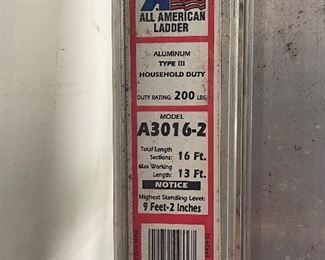 A
ALL AMERICAN
LADDER
ALUMINUM
TYPE III
HOUSEHOLD DUTY
DUTY RATING: 200 LBS.
MODEL
A3016-2
Total Length
Sections: 16 Ft.
Max Working
Length: 13 Ft.
NOTICE
Highest Standing Level:
9 Feet-2 Inches